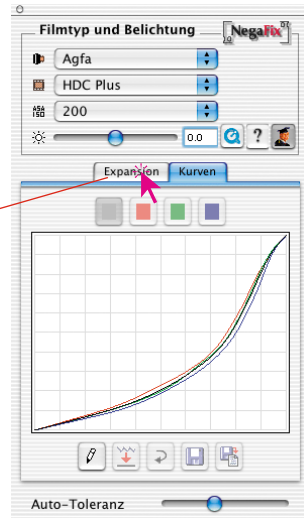 Filmtyp und Belichtung
NegaFix
Agfa
HDC Plus
ASA
ISO
200
0.0
?
Expansion
Kurven
Auto-Toleranz